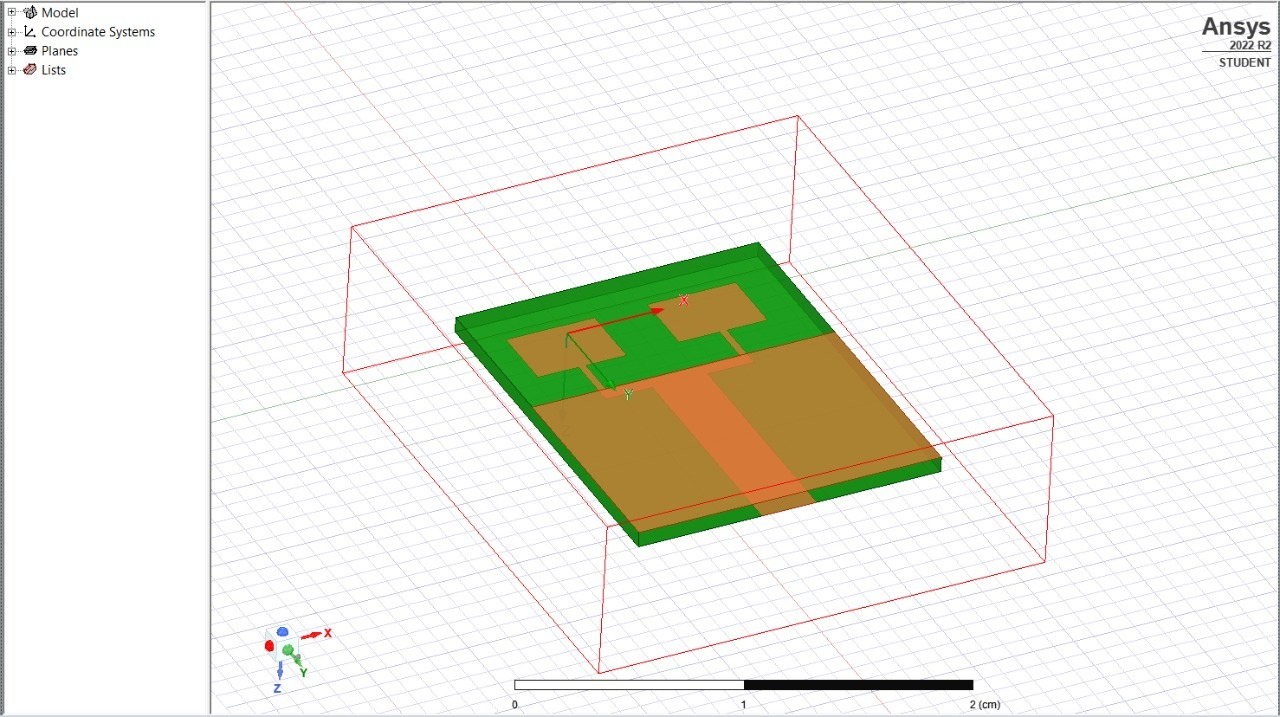 Model
Coordinate Systems
Planes
Lists
Ansys
2022 R2
STUDENT
X
Y
X
Y
Z
0 1 2 (cm)